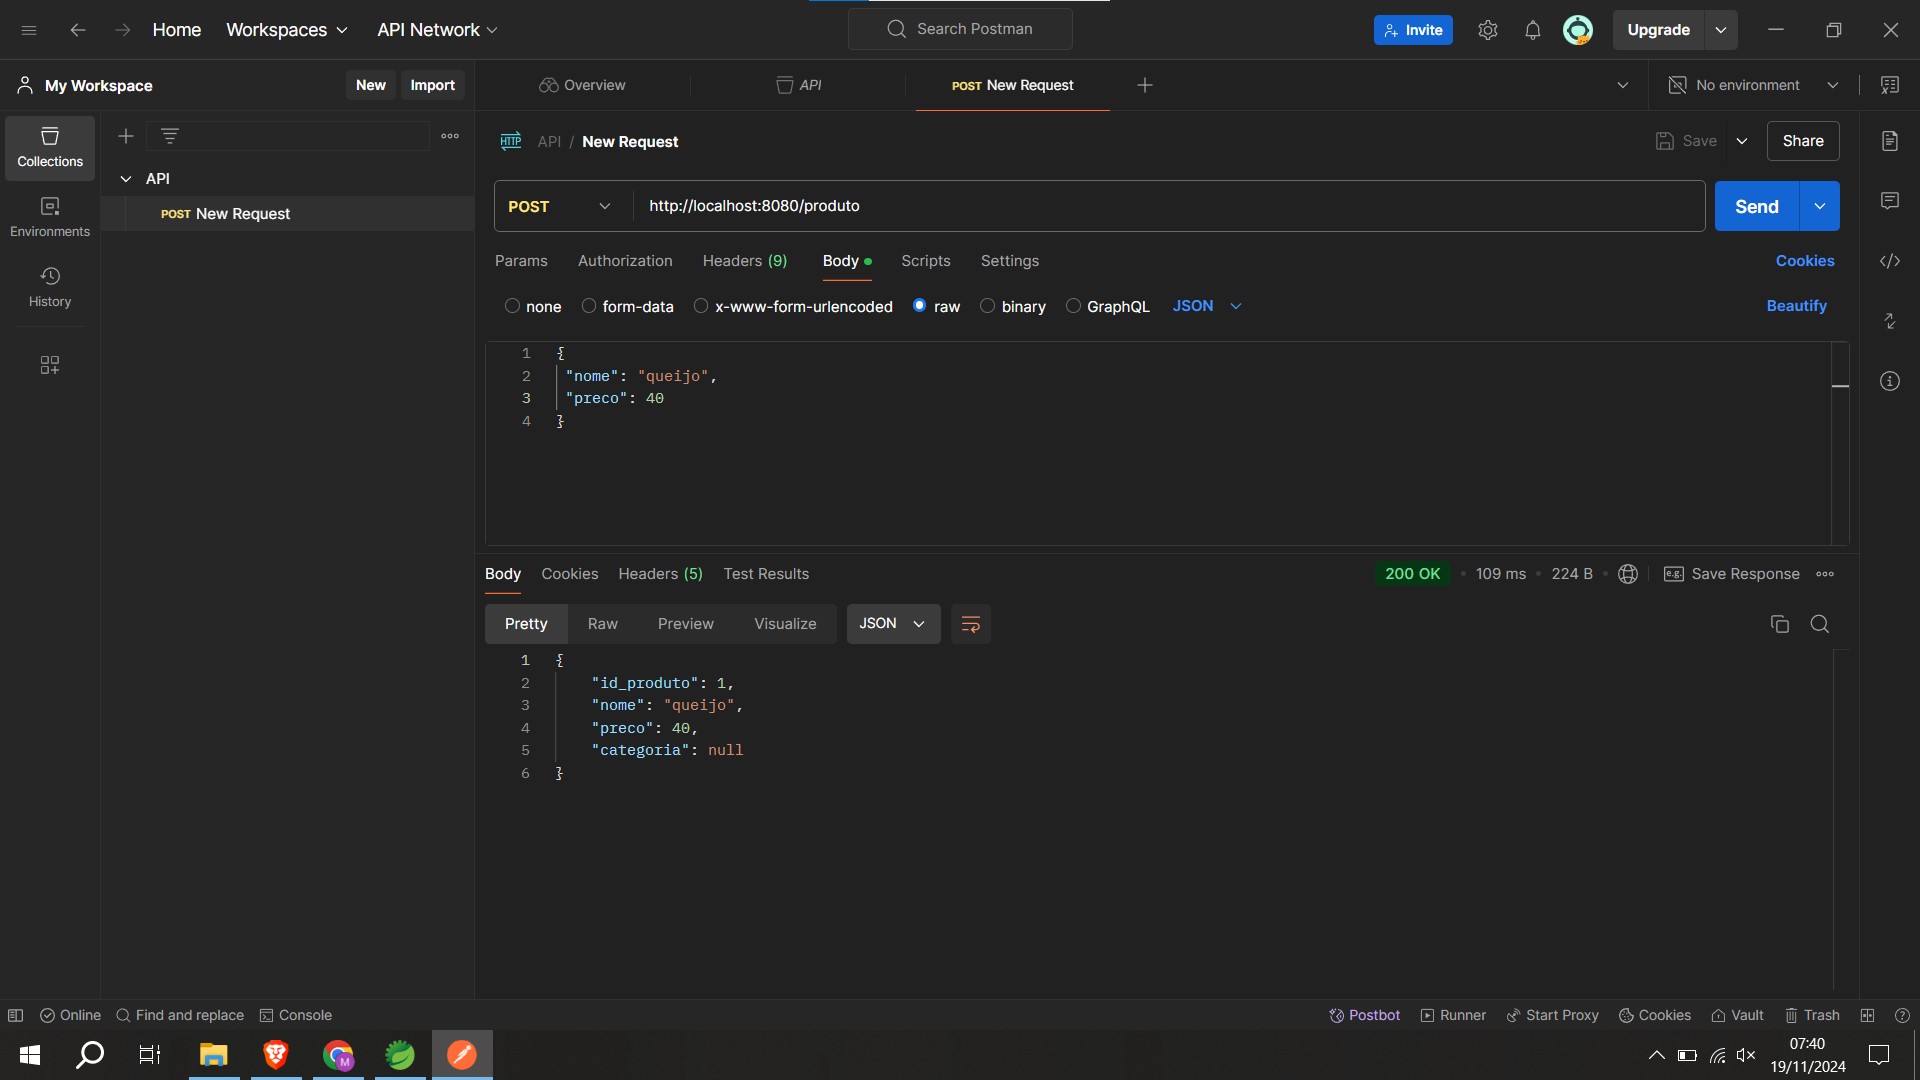 Home Workspaces API Network Search Postman Invite Upgrade
My Workspace New Import Overview API POST New Request No environment
Collections
Environments
History
API
POST New Request
HTTP API / New Request Save Share
POST http://localhost:8080/produto Send
Params Authorization Headers (9) Body Scripts Settings Cookies
none form-data x-www-form-urlencoded raw binary GraphQL JSON Beautify
1 {
2 "nome": "queijo",
3 "preco": 40
4 }
Body Cookies Headers (5) Test Results 200 OK 109 ms 224 B e.g. Save Response
Pretty Raw Preview Visualize JSON
1 {
2 "id_produto": 1,
3 "nome": "queijo",
4 "preco": 40,
5 "categoria": null
6 }
Online Find and replace Console Postbot Runner Start Proxy Cookies Vault Trash
M
07:40
19/11/2024